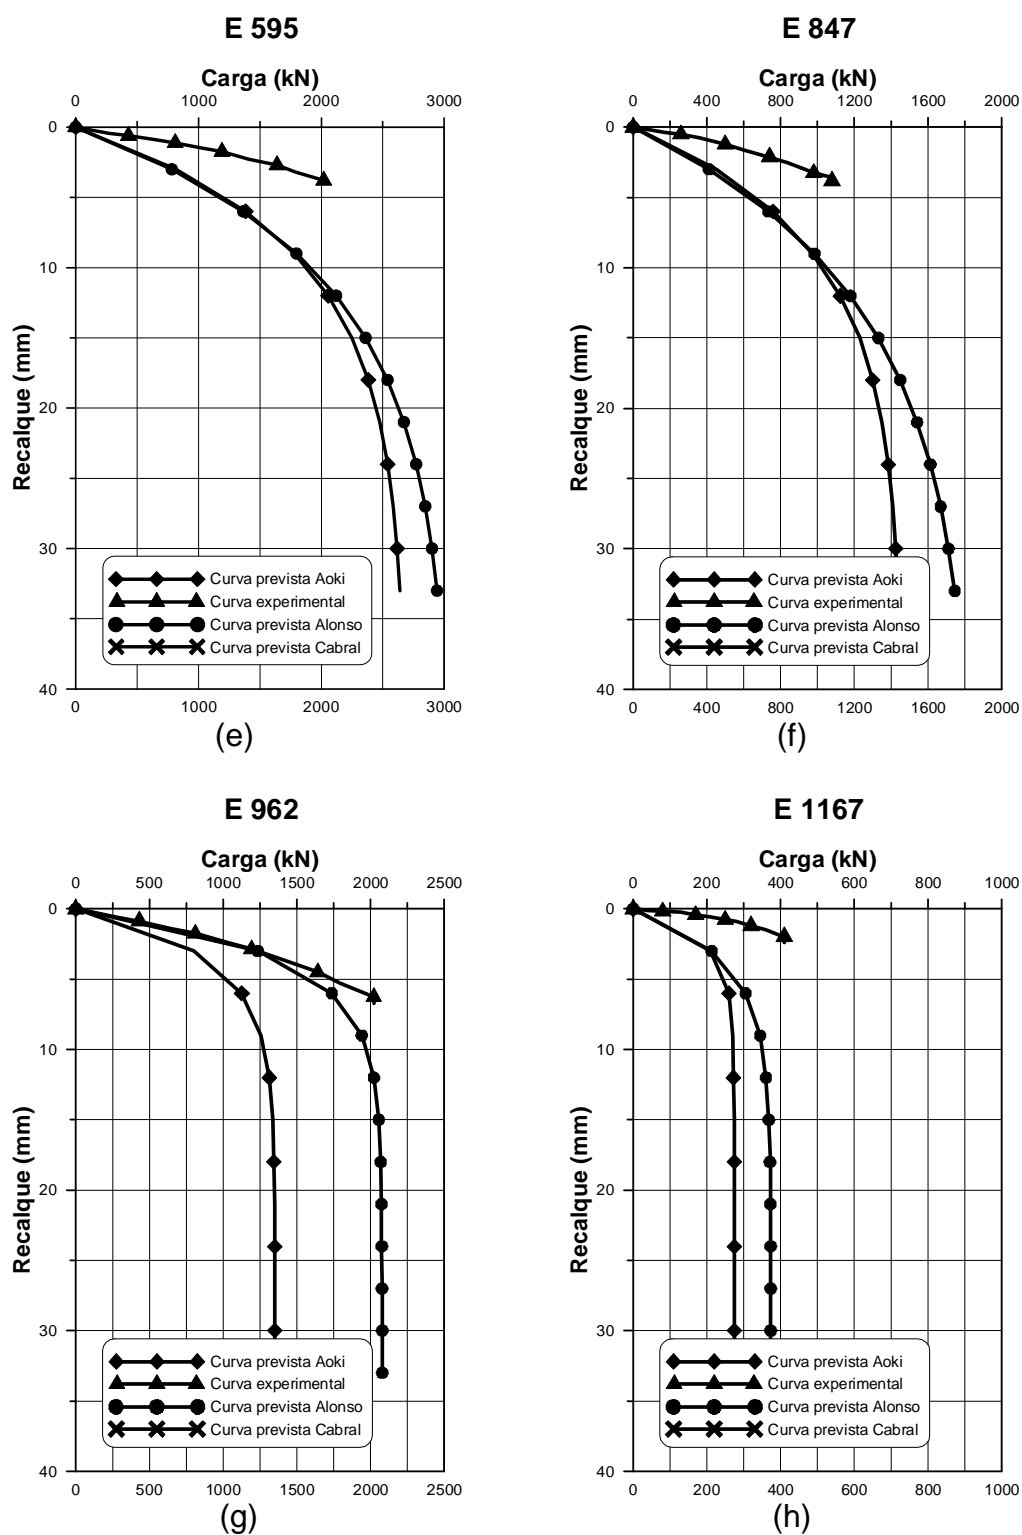 E 595
Carga (kN)
0 1000 2000 3000
0
10
20
30
40
Recalque (mm)
Curva prevista Aoki
Curva experimental
Curva prevista Alonso
Curva prevista Cabral
0 1000 2000 3000
(e)
E 847
Carga (kN)
0 400 800 1200 1600 2000
0
10
20
30
40
Recalque (mm)
Curva prevista Aoki
Curva experimental
Curva prevista Alonso
Curva prevista Cabral
0 400 800 1200 1600 2000
(f)
E 962
Carga (kN)
0 500 1000 1500 2000 2500
0
10
20
30
40
Recalque (mm)
Curva prevista Aoki
Curva experimental
Curva prevista Alonso
Curva prevista Cabral
0 500 1000 1500 2000 2500
(g)
E 1167
Carga (kN)
0 200 400 600 800 1000
0
10
20
30
40
Recalque (mm)
Curva prevista Aoki
Curva experimental
Curva prevista Alonso
Curva prevista Cabral
0 200 400 600 800 1000
(h)